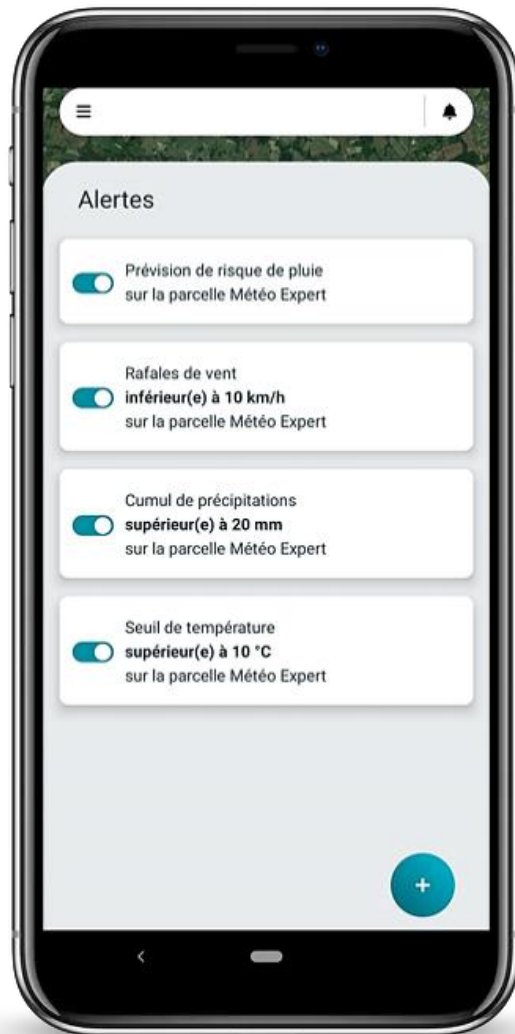 Alertes
Prévision de risque de pluie
sur la parcelle Météo Expert
Rafales de vent
inférieur(e) à 10 km/h
sur la parcelle Météo Expert
Cumul de précipitations
supérieur(e) à 20 mm
sur la parcelle Météo Expert
Seuil de température
supérieur(e) à 10 °C
sur la parcelle Météo Expert
+